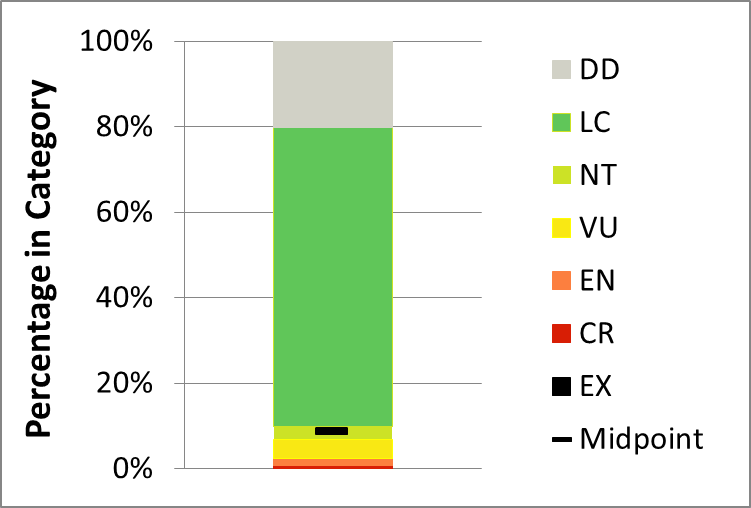 Percentage in Category
100%
80%
60%
40%
20%
0%
DD
LC
NT
VU
EN
CR
EX
Midpoint